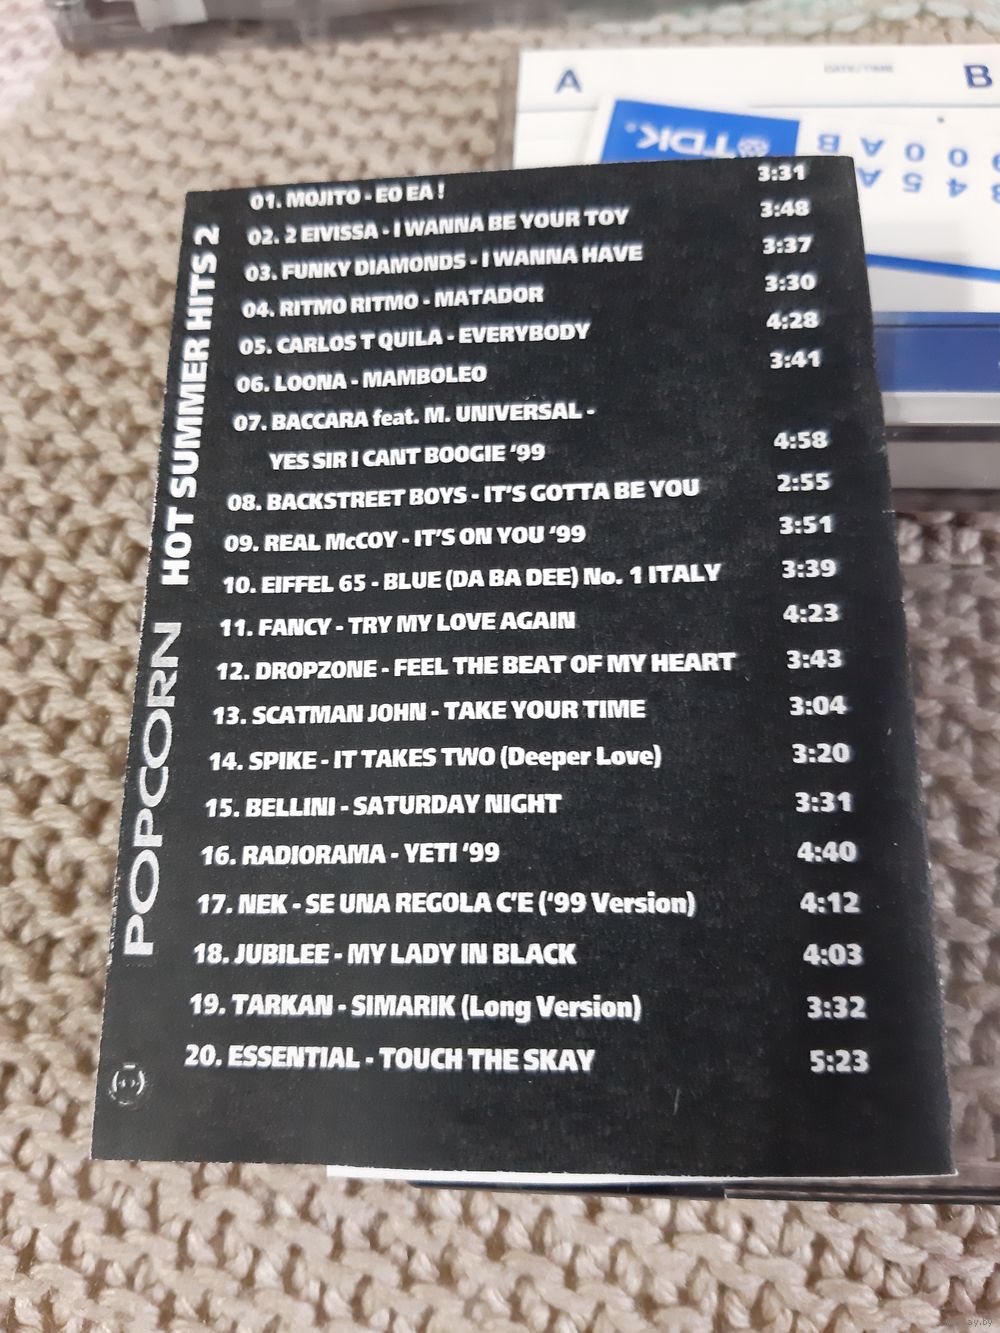 A
DATE/TIME
B
TDK.
01. MOJITO - EO EA ! 3:31
02. 2 EIVISSA - I WANNA BE YOUR TOY 3:48
03. FUNKY DIAMONDS - I WANNA HAVE 3:37
04. RITMO RITMO - MATADOR 3:30
05. CARLOS T QUILA - EVERYBODY 4:28
06. LOONA - MAMBOLEO 3:41
07. BACCARA feat. M. UNIVERSAL -
YES SIR I CANT BOOGIE '99 4:58
08. BACKSTREET BOYS - IT'S GOTTA BE YOU 2:55
09. REAL McCOY - IT'S ON YOU '99 3:51
10. EIFFEL 65 - BLUE (DA BA DEE) No. 1 ITALY 3:39
11. FANCY - TRY MY LOVE AGAIN 4:23
12. DROPZONE - FEEL THE BEAT OF MY HEART 3:43
13. SCATMAN JOHN - TAKE YOUR TIME 3:04
14. SPIKE - IT TAKES TWO (Deeper Love) 3:20
15. BELLINI - SATURDAY NIGHT 3:31
16. RADIORAMA - YETI '99 4:40
17. NEK - SE UNA REGOLA C'E ('99 Version) 4:12
18. JUBILEE - MY LADY IN BLACK 4:03
19. TARKAN - SIMARIK (Long Version) 3:32
20. ESSENTIAL - TOUCH THE SKAY 5:23
POPCORN HOT SUMMER HITS 2